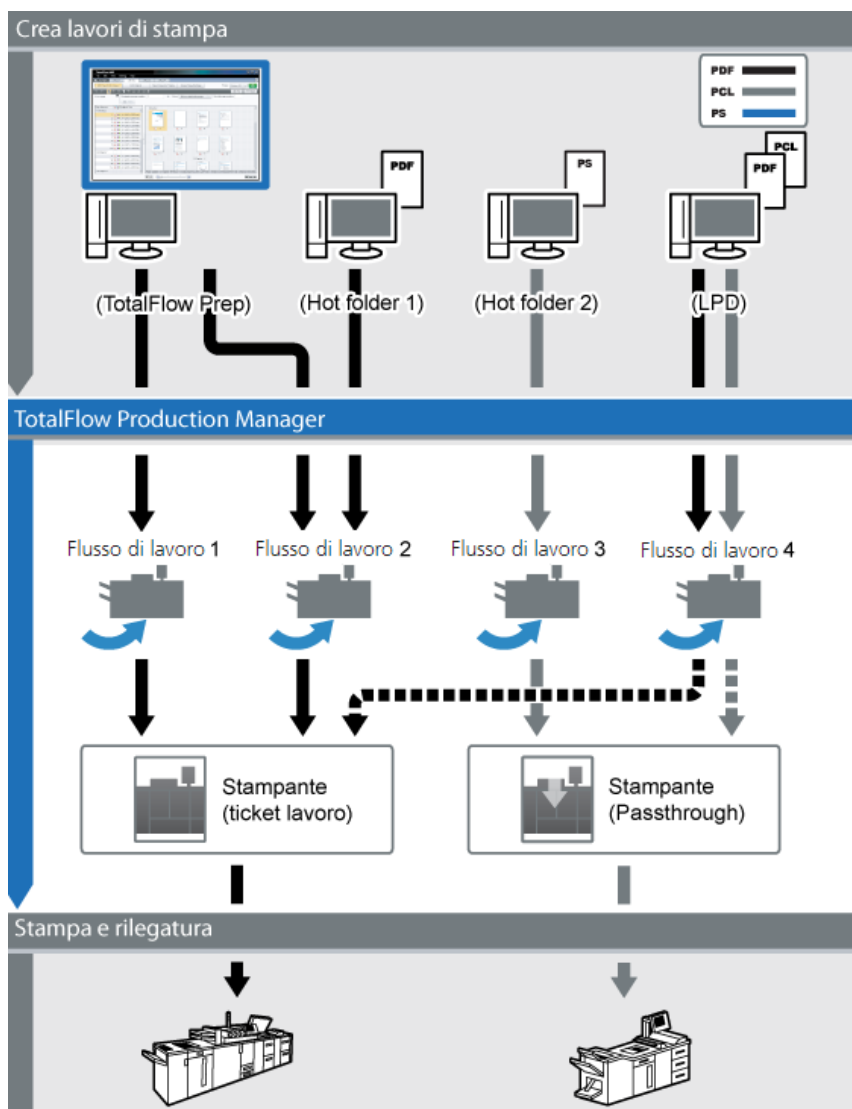 Crea lavori di stampa
PDF
PCL
PS
PDF
PS
PCL
PDF
(TotalFlow Prep)
(Hot folder 1)
(Hot folder 2)
(LPD)
TotalFlow Production Manager
Flusso di lavoro 1
Flusso di lavoro 2
Flusso di lavoro 3
Flusso di lavoro 4
Stampante
(ticket lavoro)
Stampante
(Passthrough)
Stampa e rilegatura